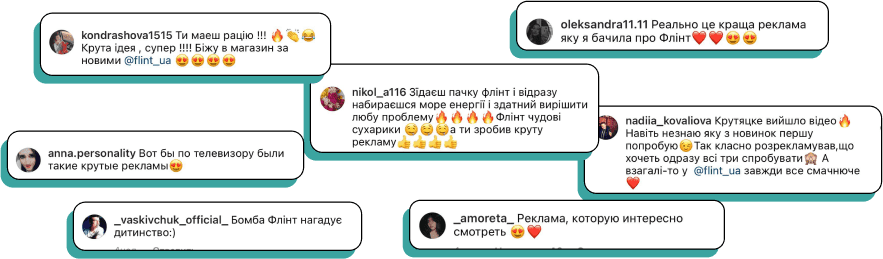 kondrashova1515 Ти маеш рацію !!! 🔥👏😂
Крута ідея , супер !!!! Біжу в магазин за
новими @flint_ua 😍😍😍😍
oleksandra11.11 Реально це краща реклама
яку я бачила про Флінт❤️❤️😍😍
nikol_a116 Зїдаєш пачку флінт і відразу
набираєшся море енергії і здатний вирішити
любу проблему🔥🔥🔥🔥Флінт чудові
сухарики 😊😊😊а ти зробив круту
рекламу👍👍👍👍
nadiia_kovaliova Крутяцке вийшло відео🔥
Навіть незнаю яку з новинок першу
попробую😏Так класно розрекламував,що
хочеть одразу всі три спробувати🙈 А
взагалі-то у @flint_ua завжди все смачнюче
❤️
anna.personality Вот бы по телевизору были
такие крутые рекламы😍
_vaskivchuk_official_ Бомба Флінт нагадує
дитинство:)
_amoreta_ Реклама, которую интересно
смотреть 😍❤️